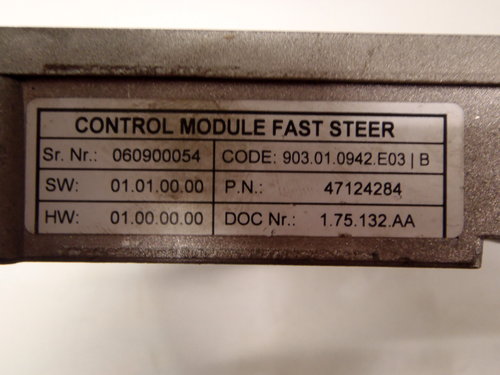 CONTROL MODULE FAST STEER
Sr. Nr.: 060900054 CODE: 903.01.0942.E03 | B
SW: 01.01.00.00 P.N.: 47124284
HW: 01.00.00.00 DOC Nr.: 1.75.132.AA